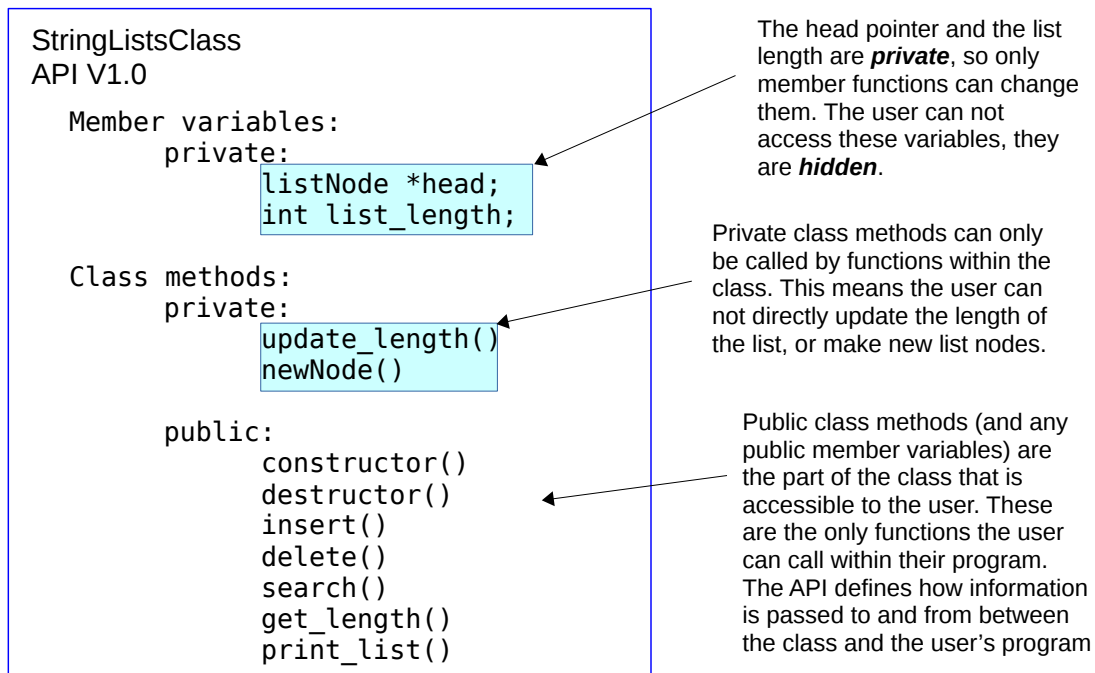 StringListsClass
API V1.0
Member variables:
private:
listNode *head;
int list_length;
Class methods:
private:
update_length()
newNode()
public:
constructor()
destructor()
insert()
delete()
search()
get_length()
print_list()
The head pointer and the list
length are private, so only
member functions can change
them. The user can not
access these variables, they
are hidden.
Private class methods can only
be called by functions within the
class. This means the user can
not directly update the length of
the list, or make new list nodes.
Public class methods (and any
public member variables) are
the part of the class that is
accessible to the user. These
are the only functions the user
can call within their program.
The API defines how information
is passed to and from between
the class and the user’s program